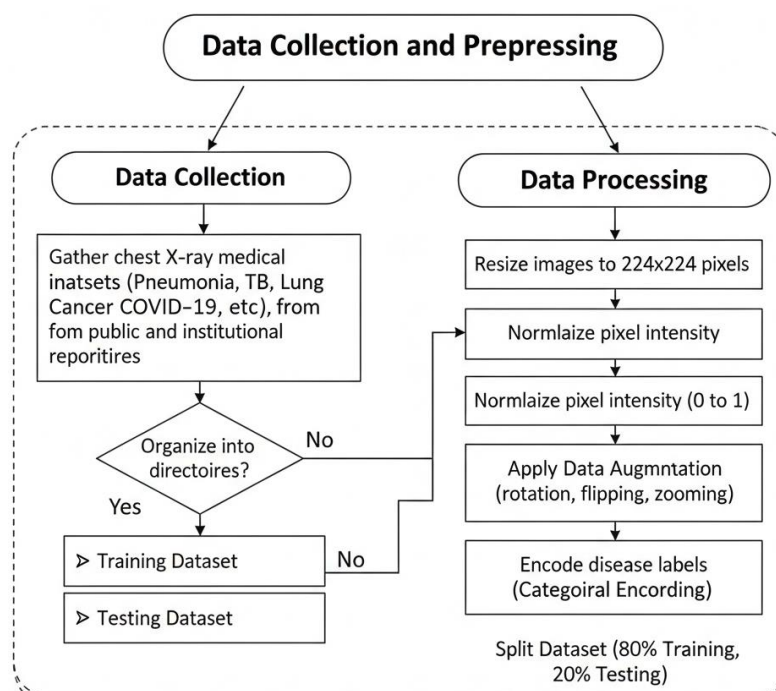 Data Collection and Prepressing
Data Collection
Gather chest X-ray medical
inatsets (Pneumonia, TB, Lung
Cancer COVID-19, etc), from
fom public and institutional
reporitires
Organize into
directoires?
No
Yes
➢ Training Dataset
No
➢ Testing Dataset
Data Processing
Resize images to 224x224 pixels
Normlaize pixel intensity
Normlaize pixel intensity (0 to 1)
Apply Data Augmntation
(rotation, flipping, zooming)
Encode disease labels
(Categoiral Encording)
Split Dataset (80% Training,
20% Testing)